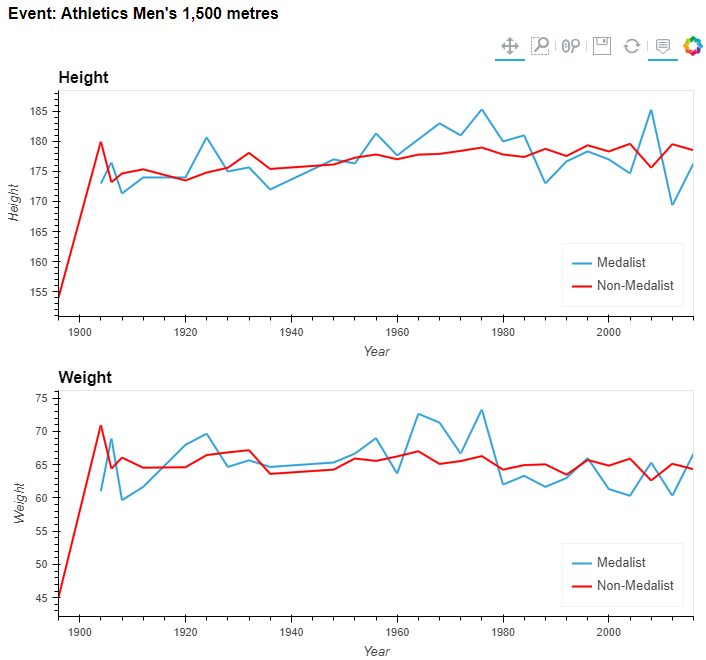 Event: Athletics Men's 1,500 metres
Height
185
180
175
170
165
160
155
Height
Medalist
Non-Medalist
1900 1920 1940 1960 1980 2000
Year
Weight
75
70
65
60
55
50
45
Weight
Medalist
Non-Medalist
1900 1920 1940 1960 1980 2000
Year